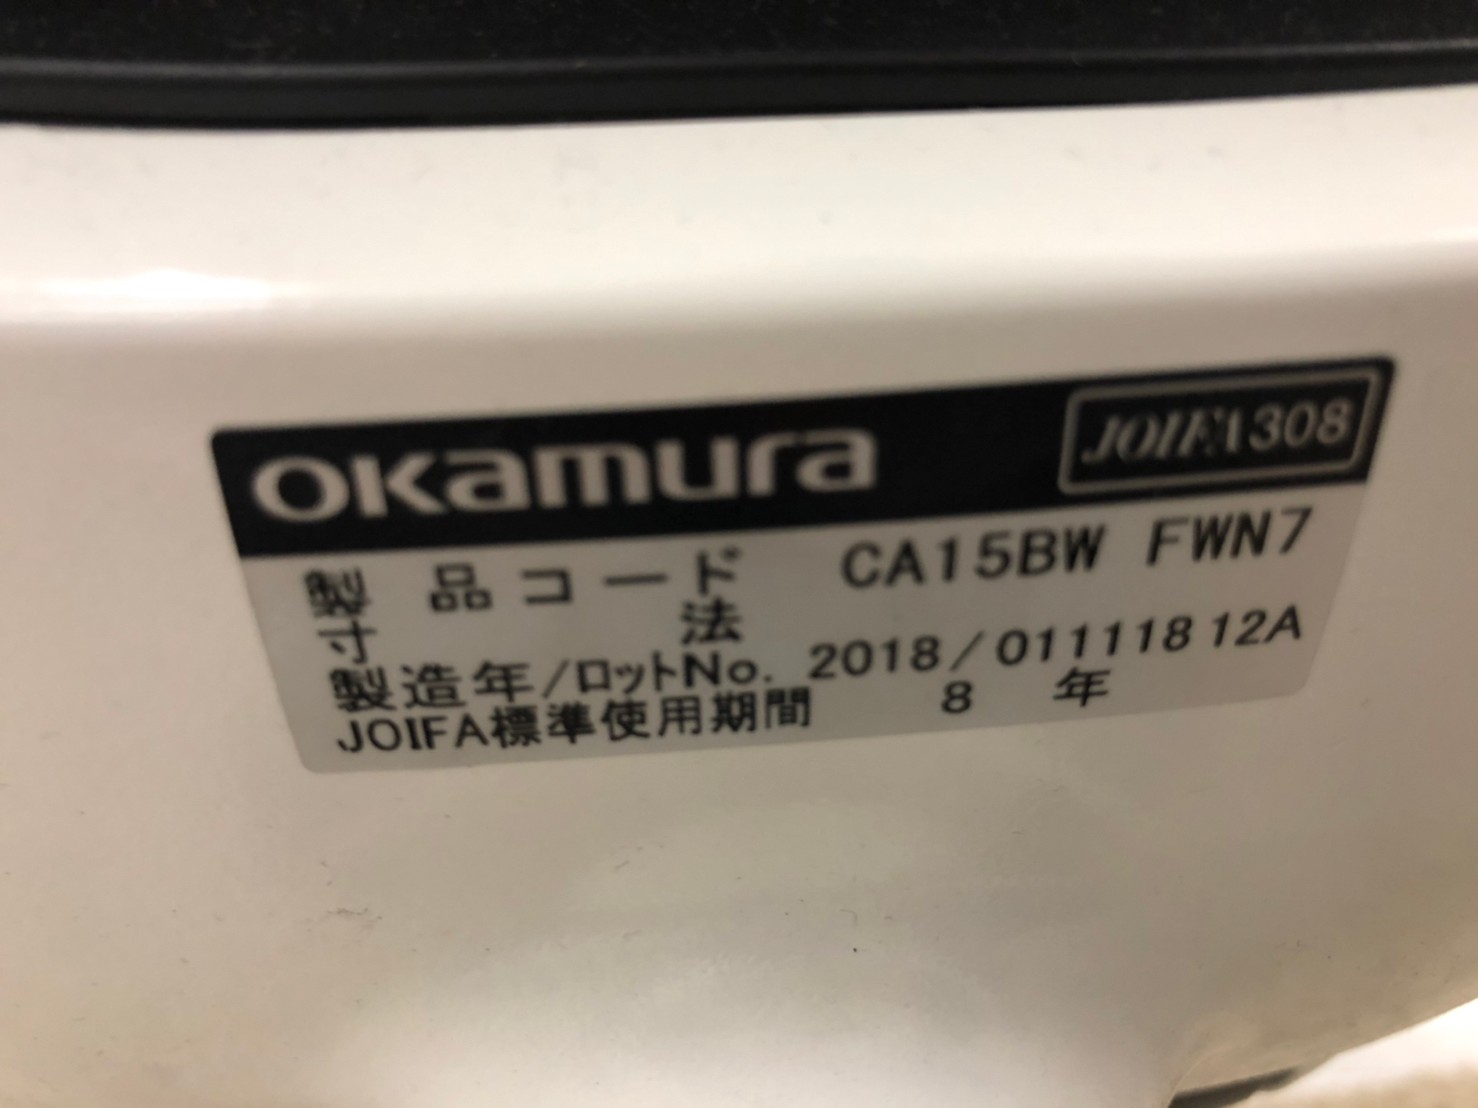 okamura JOIFA308
製品コード CA15BW FWN7
寸法
製造年/ロットNo. 2018/01111812A
JOIFA標準使用期間 8年